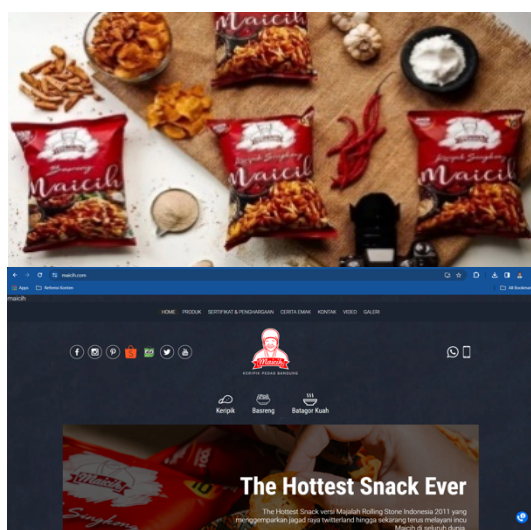 Maicih
Basreng
Maicih
Keripik Singkong
Maicih
Keripik Singkong
Maicih
maicih.com
All Bookmarks
Apps
Referensi Konten
maicih
HOME PRODUK SERTIFIKAT & PENGHARGAAN CERITA EMAK KONTAK VIDEO GALERI
Maicih
KERIPIK PEDAS BANDUNG
Keripik Basreng Batagor Kuah
Maicih
Singkong
The Hottest Snack Ever
The Hottest Snack versi Majalah Rolling Stone Indonesia 2011 yang
menggemparkan jagad raya twitterland hingga sekarang terus melayani incu
Maicih di seluruh dunia.